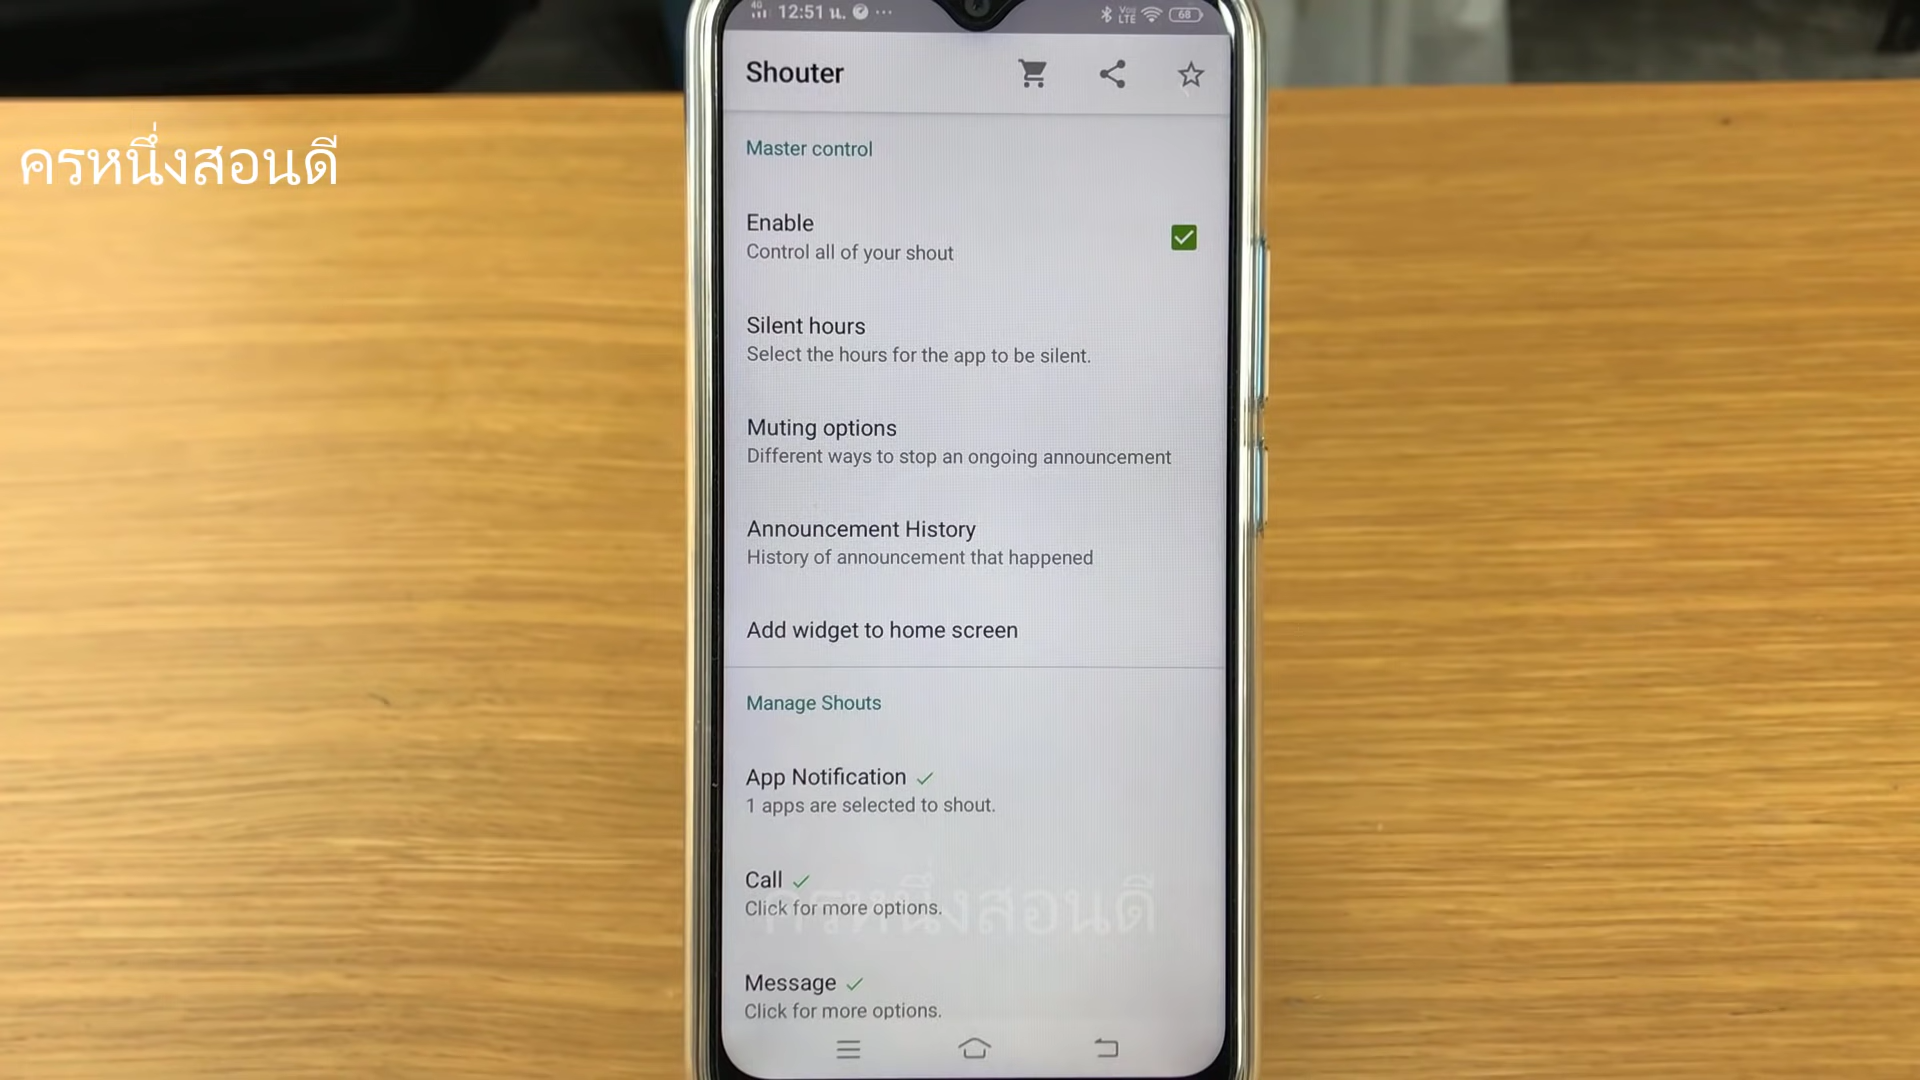 4G 12:51 น. ... VoLTE 68
Shouter
ครหนึ่งสอนดี
Master control
Enable
Control all of your shout
Silent hours
Select the hours for the app to be silent.
Muting options
Different ways to stop an ongoing announcement
Announcement History
History of announcement that happened
Add widget to home screen
Manage Shouts
App Notification
1 apps are selected to shout.
Call
Click for more options.
ครหนึ่งสอนดี
Message
Click for more options.